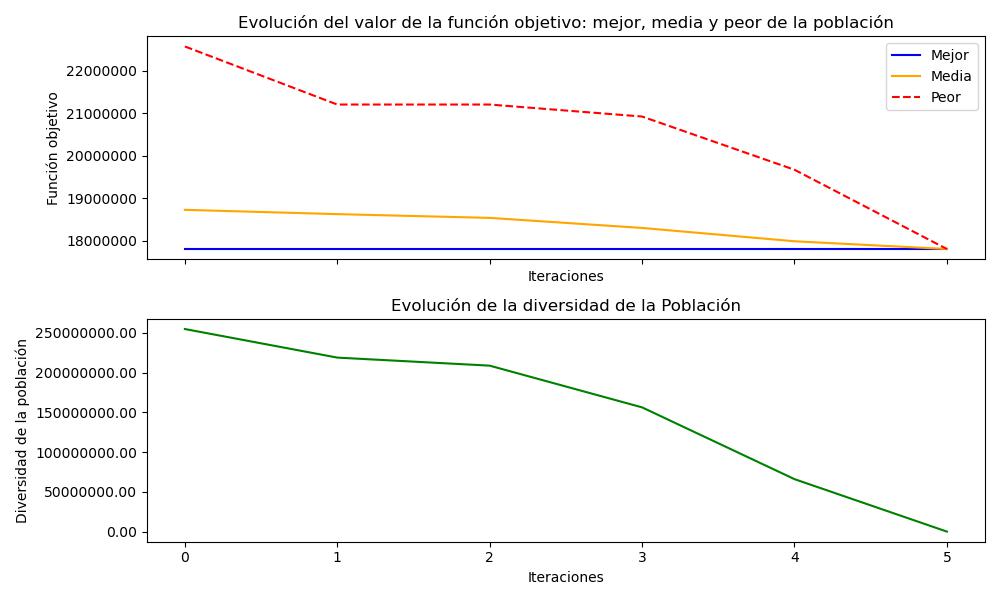 Evolución del valor de la función objetivo: mejor, media y peor de la población
Mejor
Media
Peor
22000000
21000000
20000000
19000000
18000000
Función objetivo
Iteraciones
Evolución de la diversidad de la Población
250000000.00
200000000.00
150000000.00
100000000.00
50000000.00
0.00
Diversidad de la población
0 1 2 3 4 5
Iteraciones